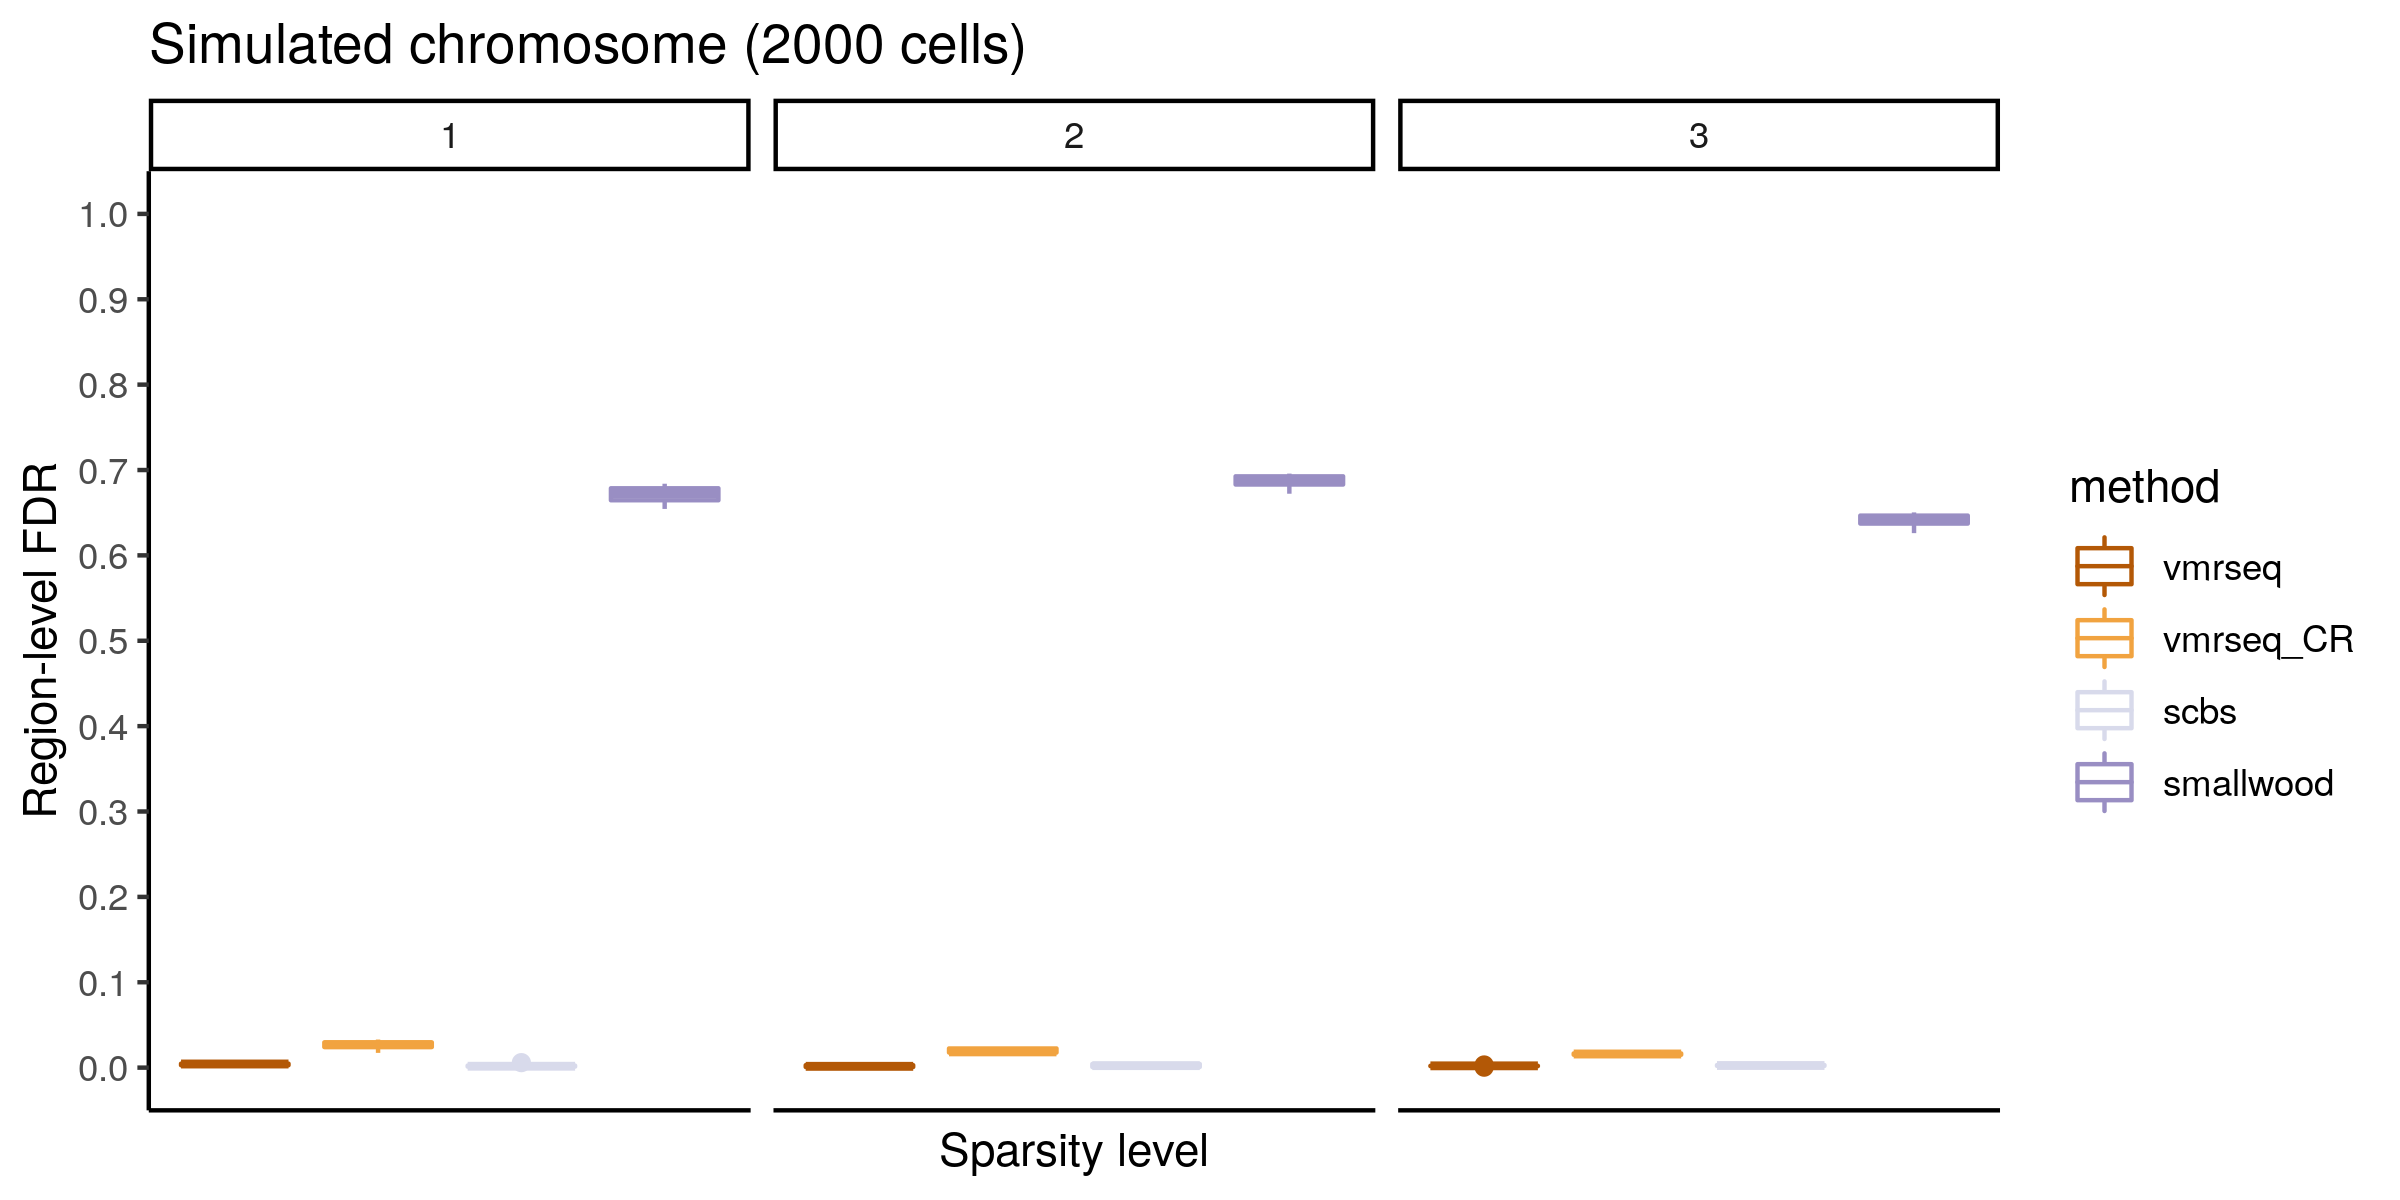 Simulated chromosome (2000 cells)
1
2
3
1.0
0.9
0.8
0.7
0.6
0.5
0.4
0.3
0.2
0.1
0.0
Region-level FDR
Sparsity level
method
vmrseq
vmrseq_CR
scbs
smallwood